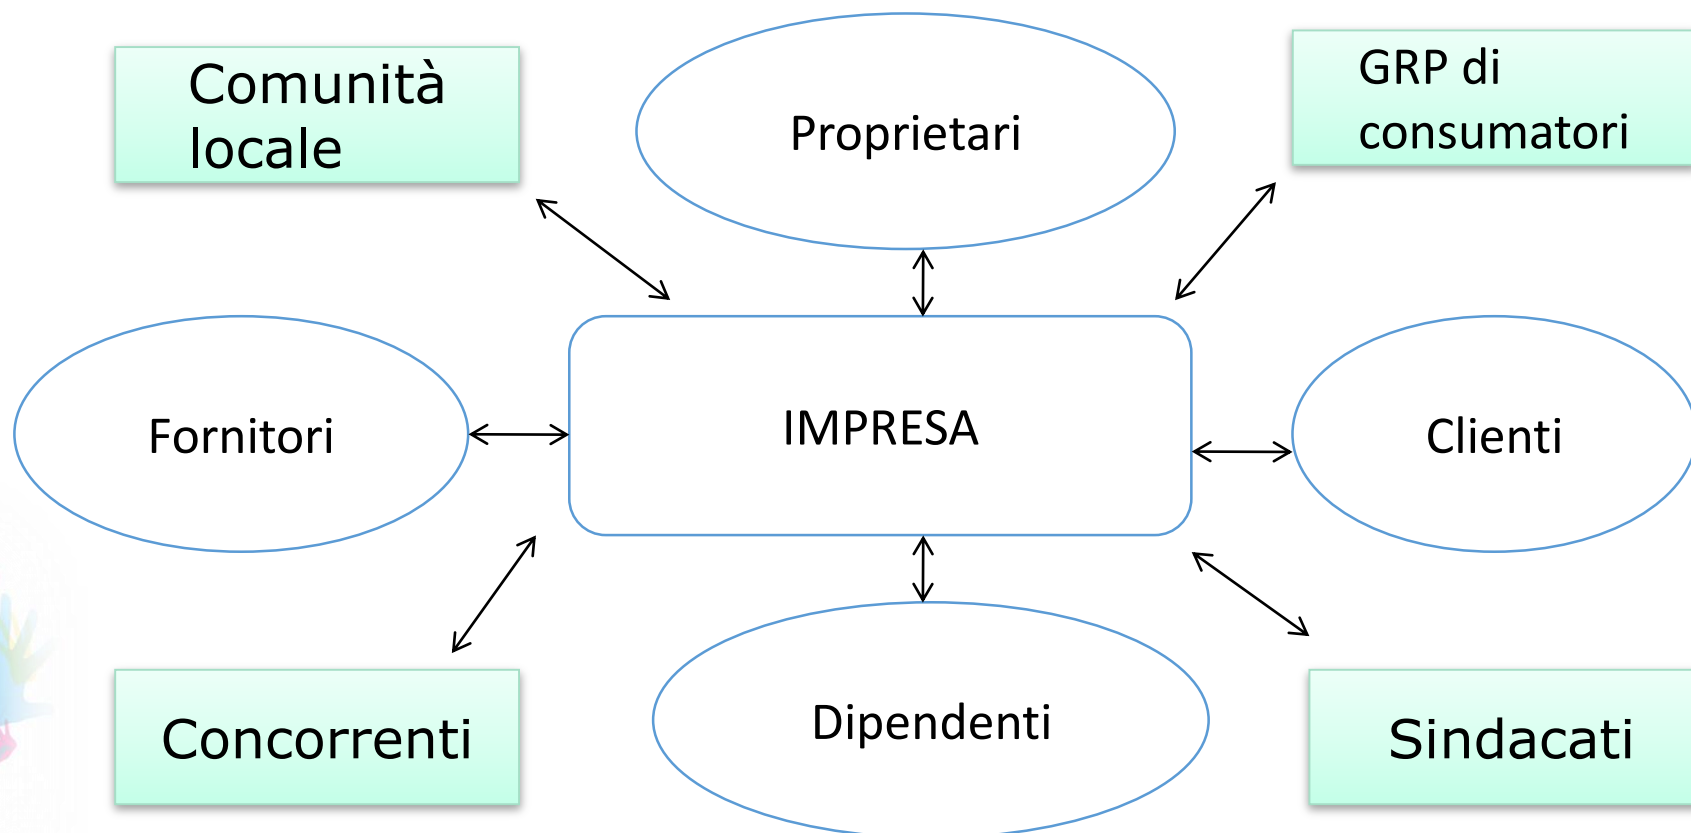 Comunità
locale
Proprietari
GRP di
consumatori
Fornitori
IMPRESA
Clienti
Concorrenti
Dipendenti
Sindacati